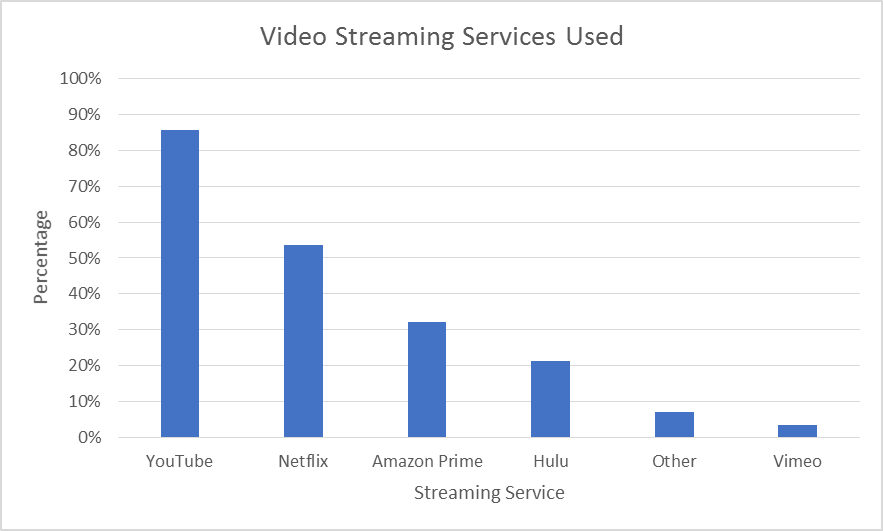 Video Streaming Services Used
100%
90%
80%
70%
60%
50%
40%
30%
20%
10%
0%
Percentage
YouTube Netflix Amazon Prime Hulu Other Vimeo
Streaming Service